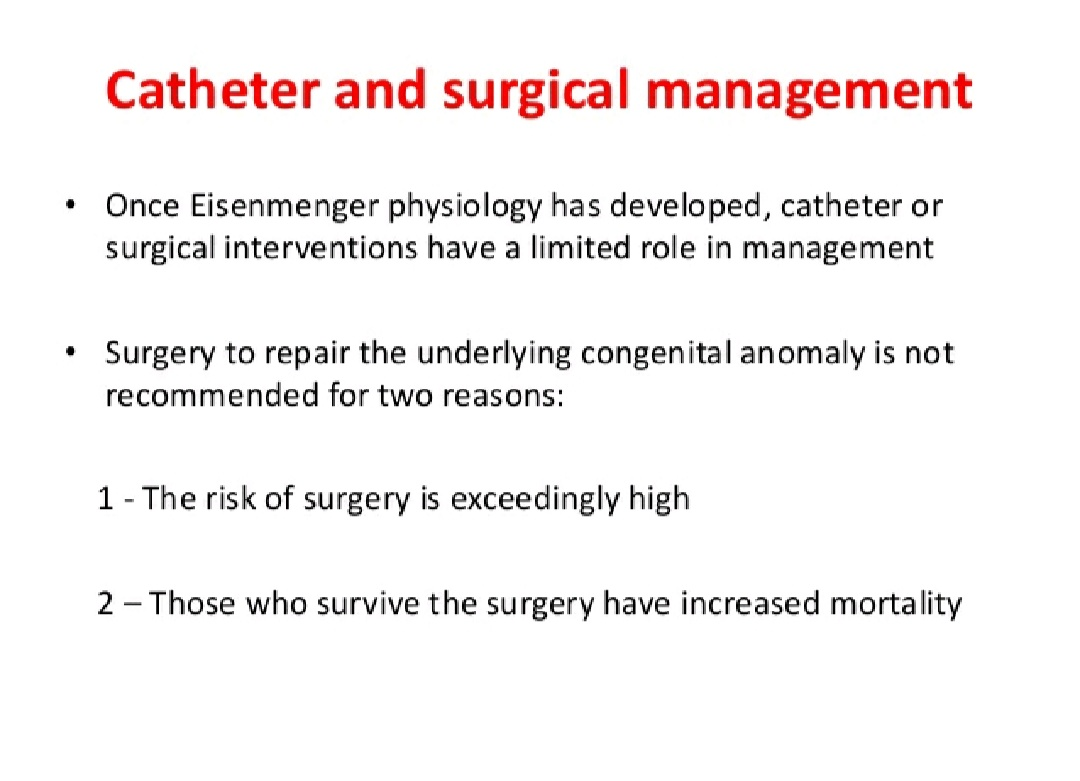 Catheter and surgical management
• Once Eisenmenger physiology has developed, catheter or
surgical interventions have a limited role in management
• Surgery to repair the underlying congenital anomaly is not
recommended for two reasons:
1 - The risk of surgery is exceedingly high
2 – Those who survive the surgery have increased mortality